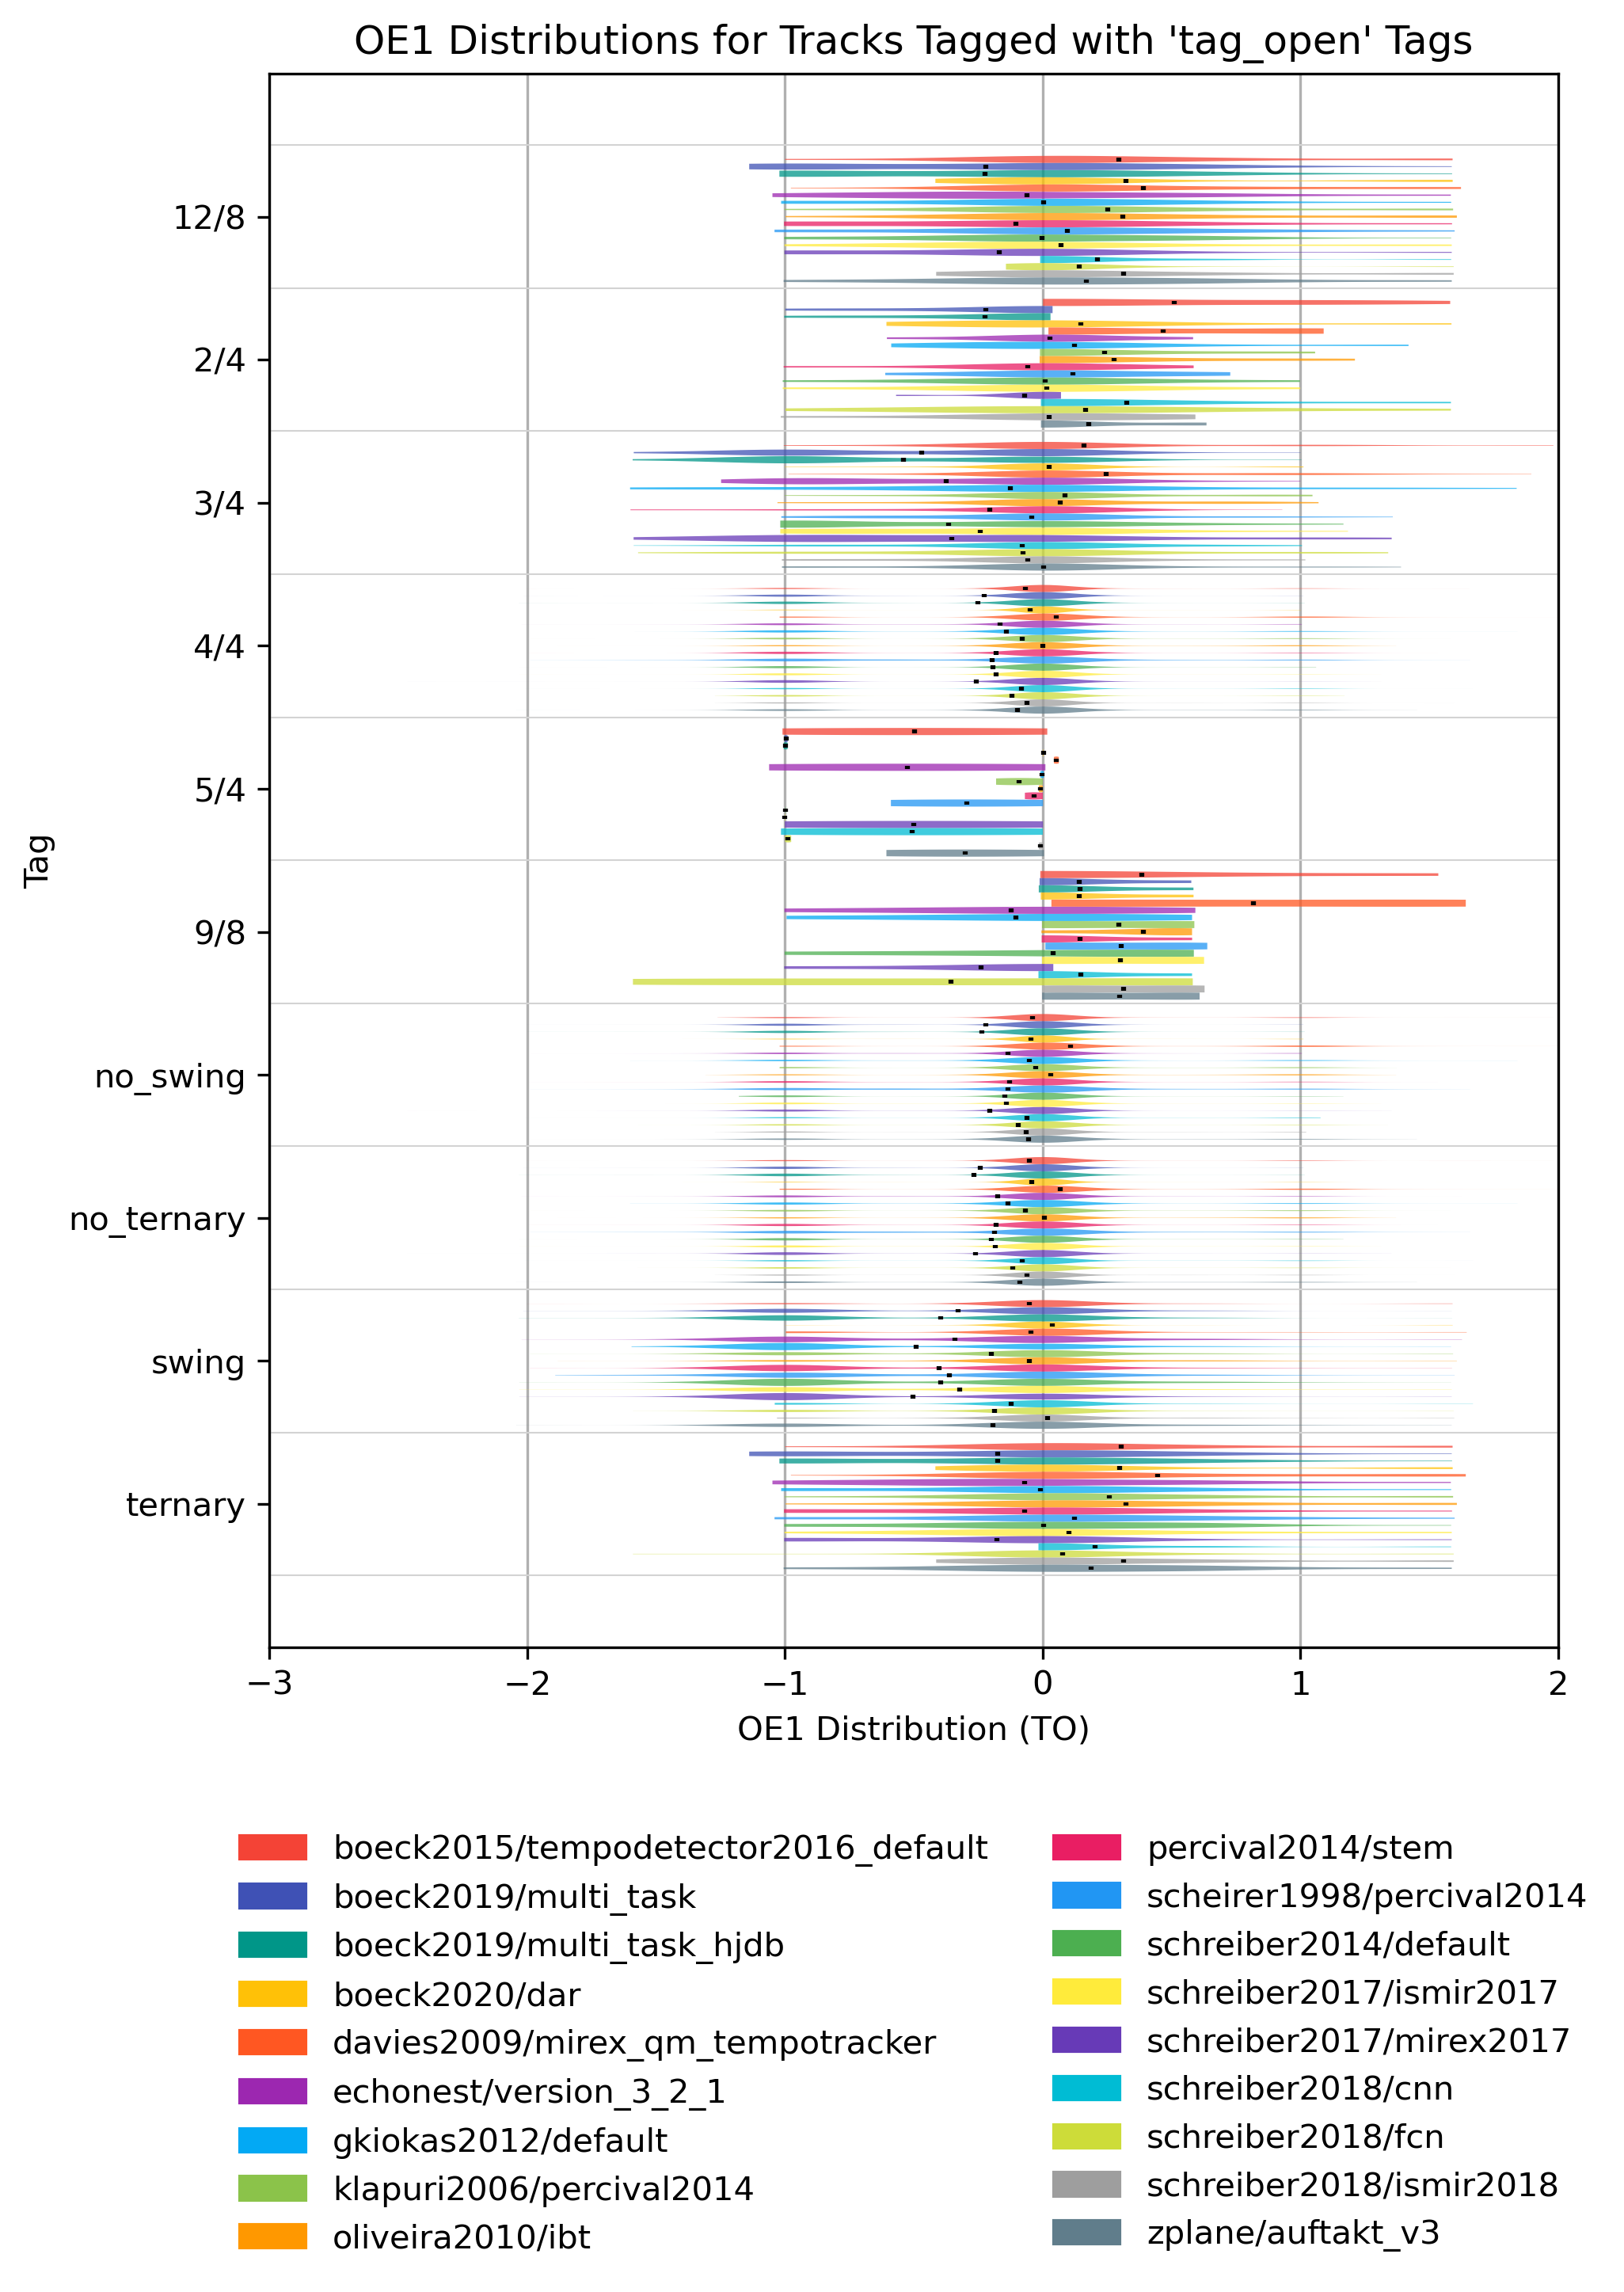 OE1 Distributions for Tracks Tagged with 'tag_open' Tags
12/8
2/4
3/4
4/4
5/4
9/8
no_swing
no_ternary
swing
ternary
Tag
−3 −2 −1 0 1 2
OE1 Distribution (TO)
boeck2015/tempodetector2016_default
boeck2019/multi_task
boeck2019/multi_task_hjdb
boeck2020/dar
davies2009/mirex_qm_tempotracker
echonest/version_3_2_1
gkiokas2012/default
klapuri2006/percival2014
oliveira2010/ibt
percival2014/stem
scheirer1998/percival2014
schreiber2014/default
schreiber2017/ismir2017
schreiber2017/mirex2017
schreiber2018/cnn
schreiber2018/fcn
schreiber2018/ismir2018
zplane/auftakt_v3